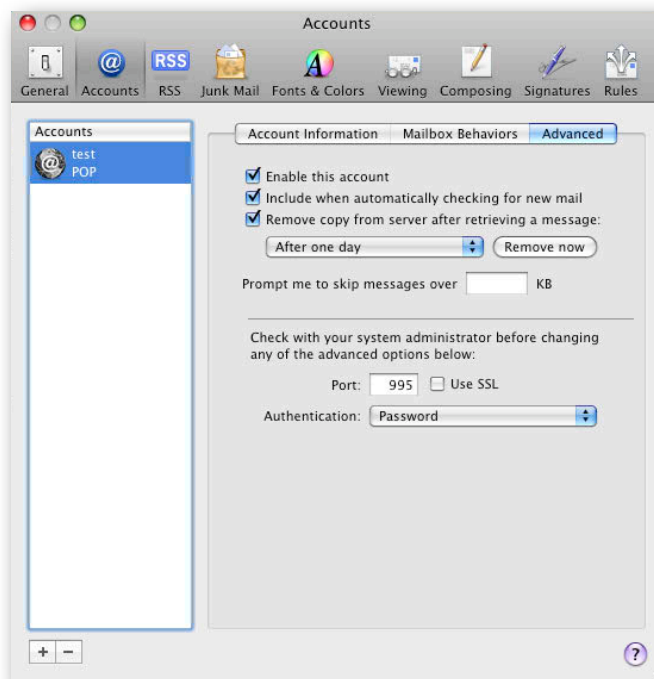 Accounts
RSS
General Accounts RSS Junk Mail Fonts & Colors Viewing Composing Signatures Rules
Accounts
test
POP
Account Information Mailbox Behaviors Advanced
Enable this account
Include when automatically checking for new mail
Remove copy from server after retrieving a message:
After one day Remove now
Prompt me to skip messages over KB
Check with your system administrator before changing
any of the advanced options below:
Port: 995 Use SSL
Authentication: Password
+ − ?